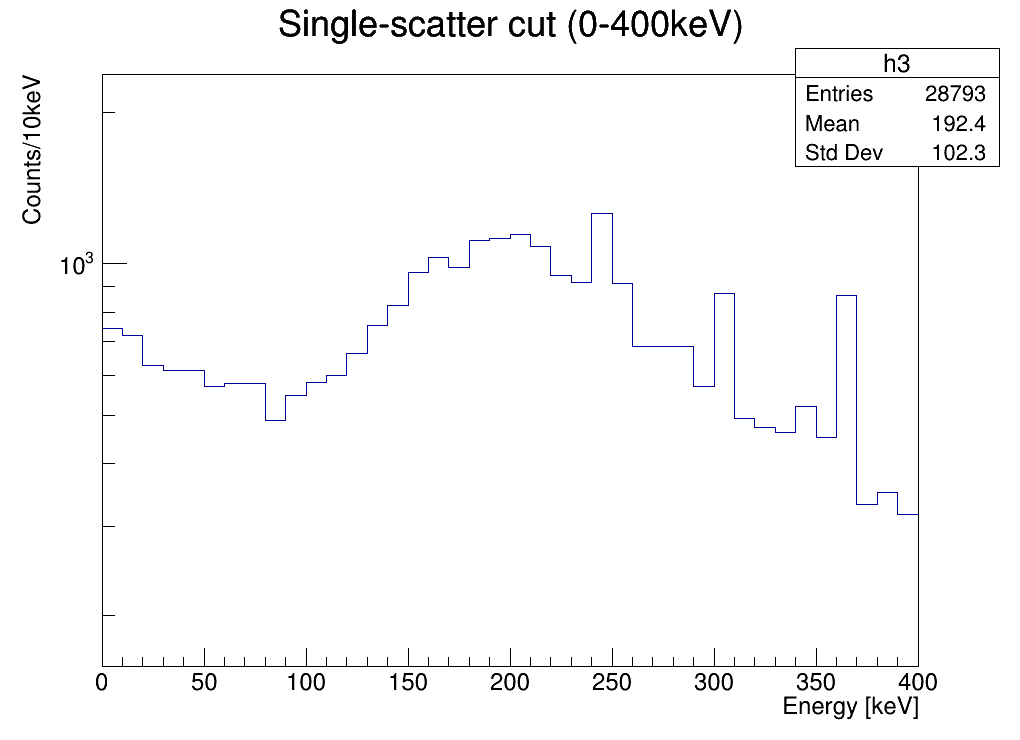 Single-scatter cut (0-400keV)
h3
Entries 28793
Mean 192.4
Std Dev 102.3
Counts/10keV
10³
0 50 100 150 200 250 300 350 400
Energy [keV]